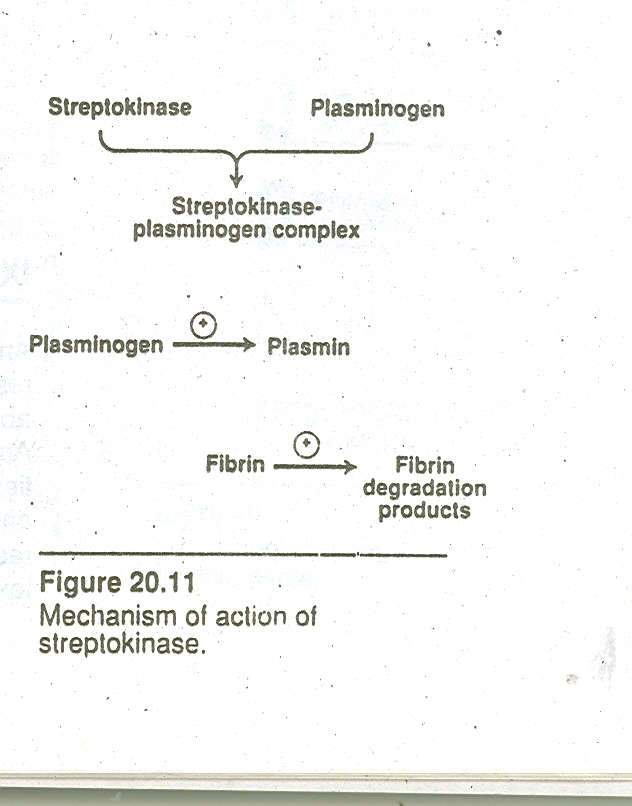 Streptokinase Plasminogen
Streptokinase-
plasminogen complex
+
Plasminogen Plasmin
+
Fibrin Fibrin
degradation
products
Figure 20.11
Mechanism of action of
streptokinase.